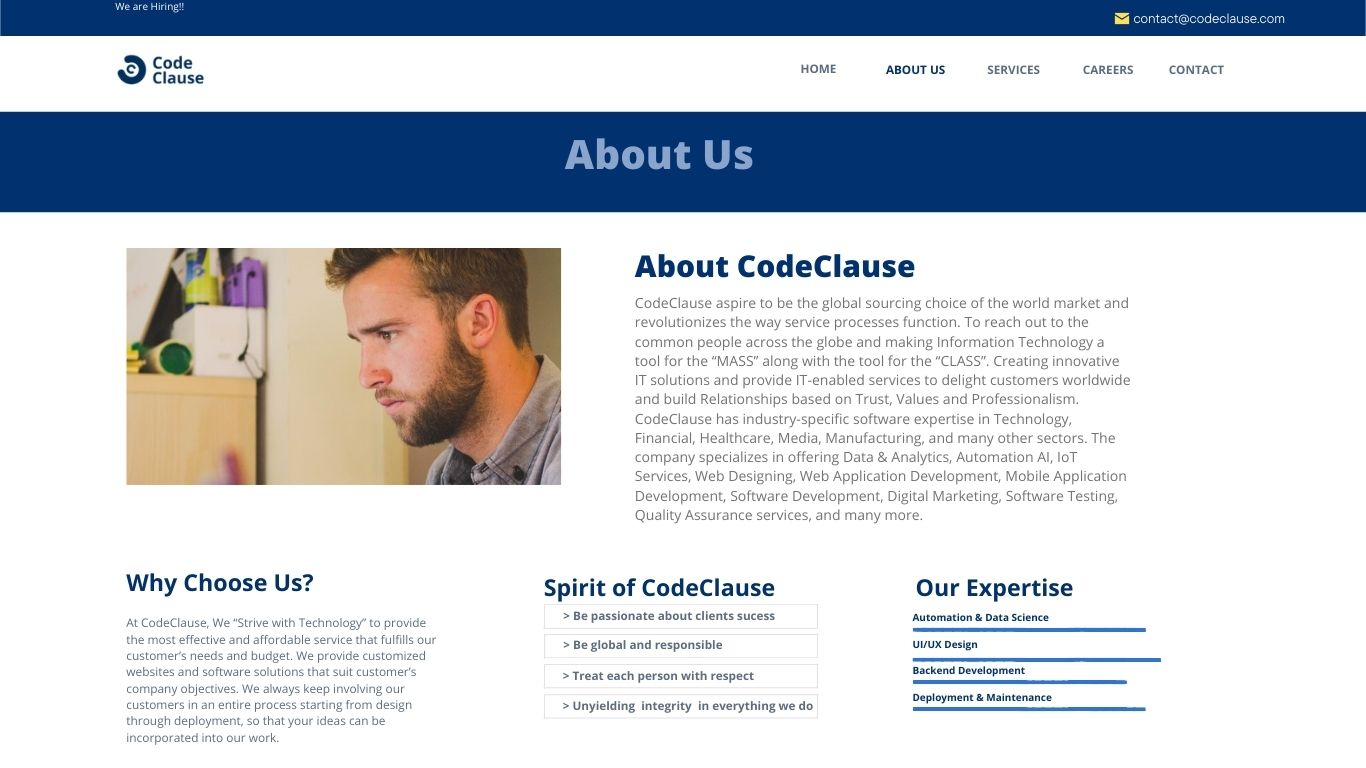 We are Hiring!!
contact@codeclause.com
Code
Clause
HOME ABOUT US SERVICES CAREERS CONTACT
About Us
About CodeClause
CodeClause aspire to be the global sourcing choice of the world market and
revolutionizes the way service processes function. To reach out to the
common people across the globe and making Information Technology a
tool for the “MASS” along with the tool for the “CLASS”. Creating innovative
IT solutions and provide IT-enabled services to delight customers worldwide
and build Relationships based on Trust, Values and Professionalism.
CodeClause has industry-specific software expertise in Technology,
Financial, Healthcare, Media, Manufacturing, and many other sectors. The
company specializes in offering Data & Analytics, Automation AI, IoT
Services, Web Designing, Web Application Development, Mobile Application
Development, Software Development, Digital Marketing, Software Testing,
Quality Assurance services, and many more.
Why Choose Us?
At CodeClause, We “Strive with Technology” to provide
the most effective and affordable service that fulfills our
customer’s needs and budget. We provide customized
websites and software solutions that suit customer’s
company objectives. We always keep involving our
customers in an entire process starting from design
through deployment, so that your ideas can be
incorporated into our work.
Spirit of CodeClause
> Be passionate about clients sucess
> Be global and responsible
> Treat each person with respect
> Unyielding integrity in everything we do
Our Expertise
Automation & Data Science
UI/UX Design
Backend Development
Deployment & Maintenance